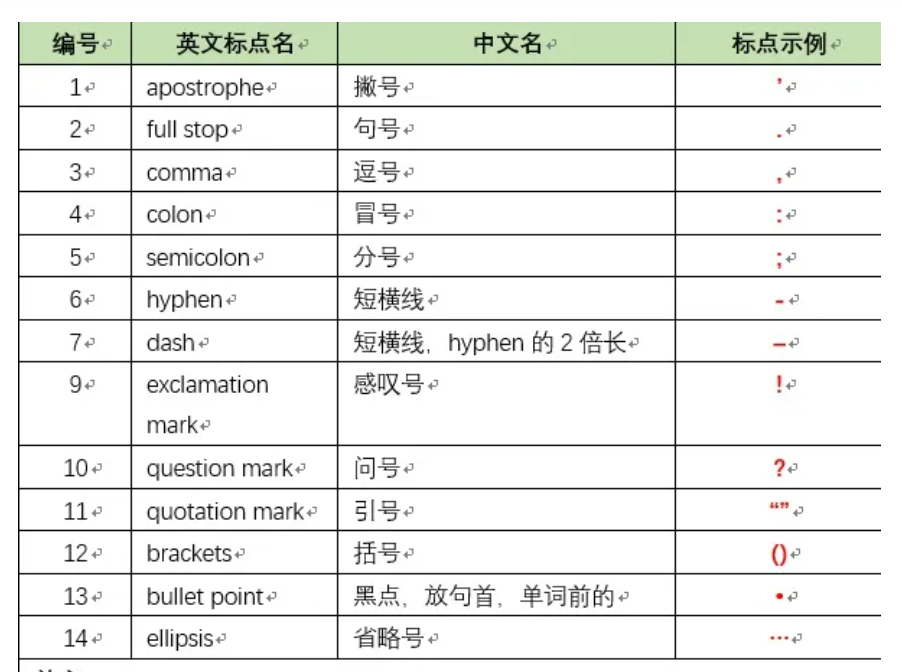 编号 英文标点名 中文名 标点示例
1 apostrophe 撇号 ’
2 full stop 句号 .
3 comma 逗号 ,
4 colon 冒号 :
5 semicolon 分号 ;
6 hyphen 短横线 -
7 dash 短横线，hyphen 的 2 倍长 –
9 exclamation 感叹号 !
mark
10 question mark 问号 ?
11 quotation mark 引号 “”
12 brackets 括号 ()
13 bullet point 黑点，放句首，单词前的 •
14 ellipsis 省略号 …